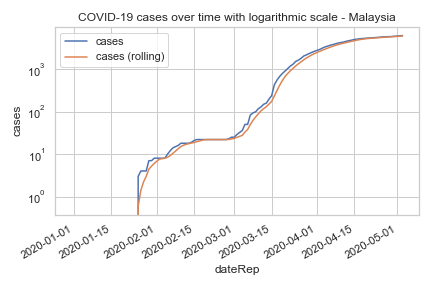 COVID-19 cases over time with logarithmic scale - Malaysia
cases
cases (rolling)
10³
10²
10¹
10⁰
cases
2020-01-01
2020-01-15
2020-02-01
2020-02-15
2020-03-01
2020-03-15
2020-04-01
2020-04-15
2020-05-01
dateRep